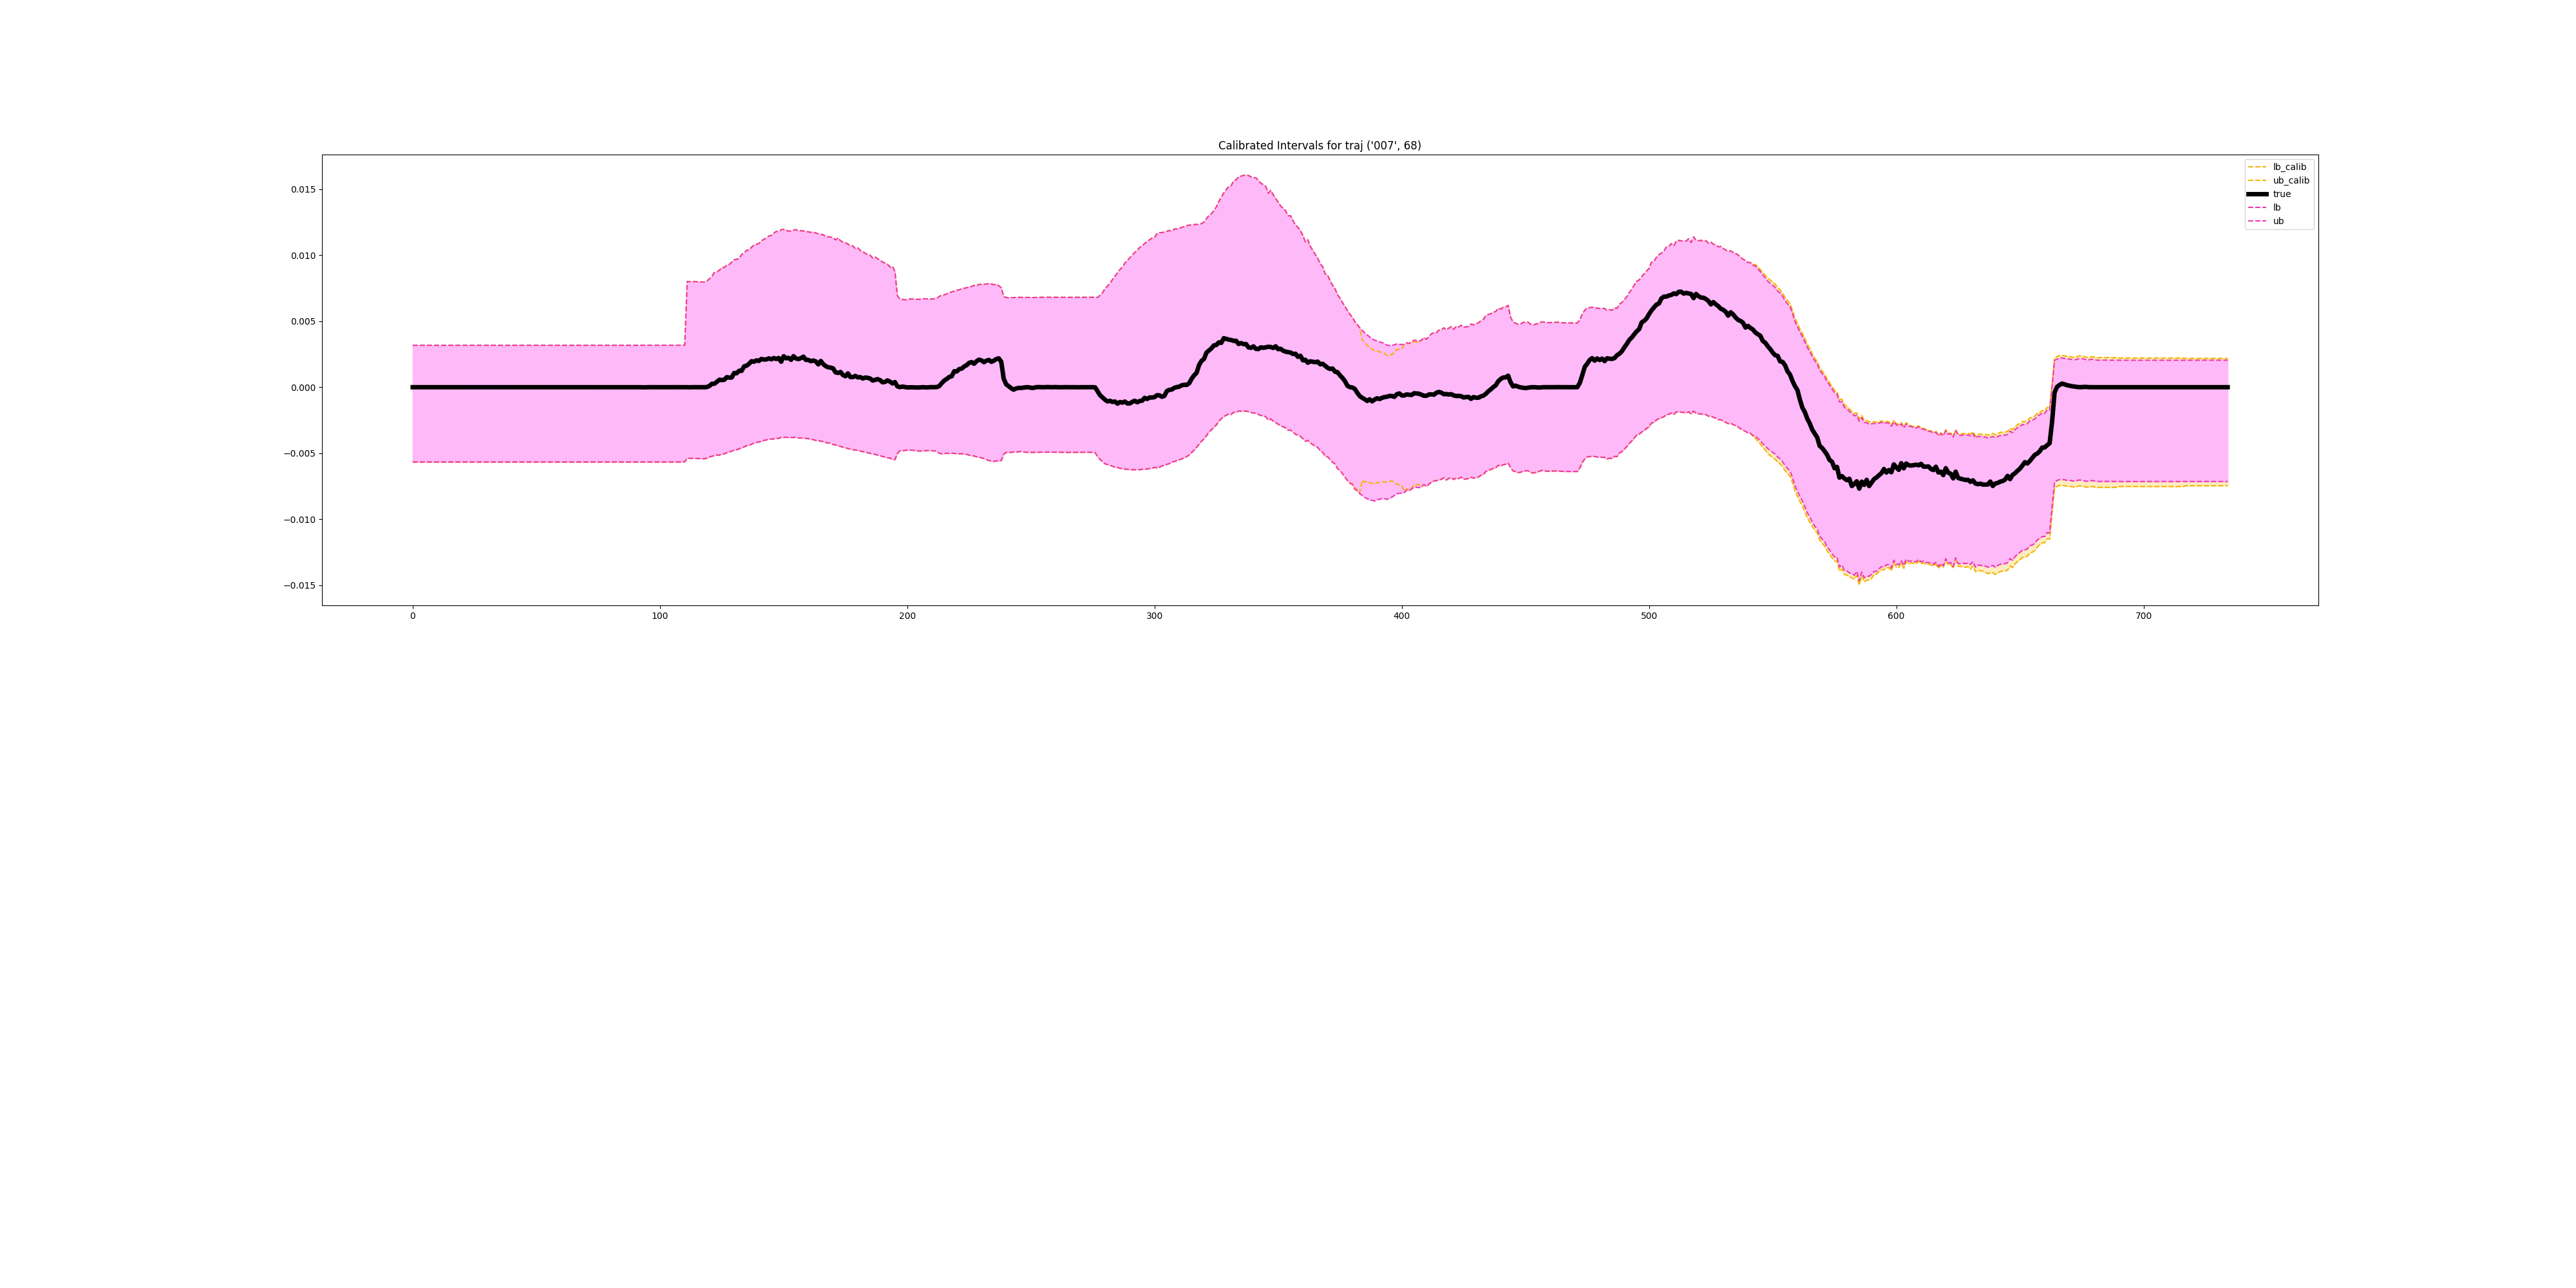 Calibrated Intervals for traj ('007', 68)
lb_calib
ub_calib
true
lb
ub
0.015
0.010
0.005
0.000
−0.005
−0.010
−0.015
0 100 200 300 400 500 600 700